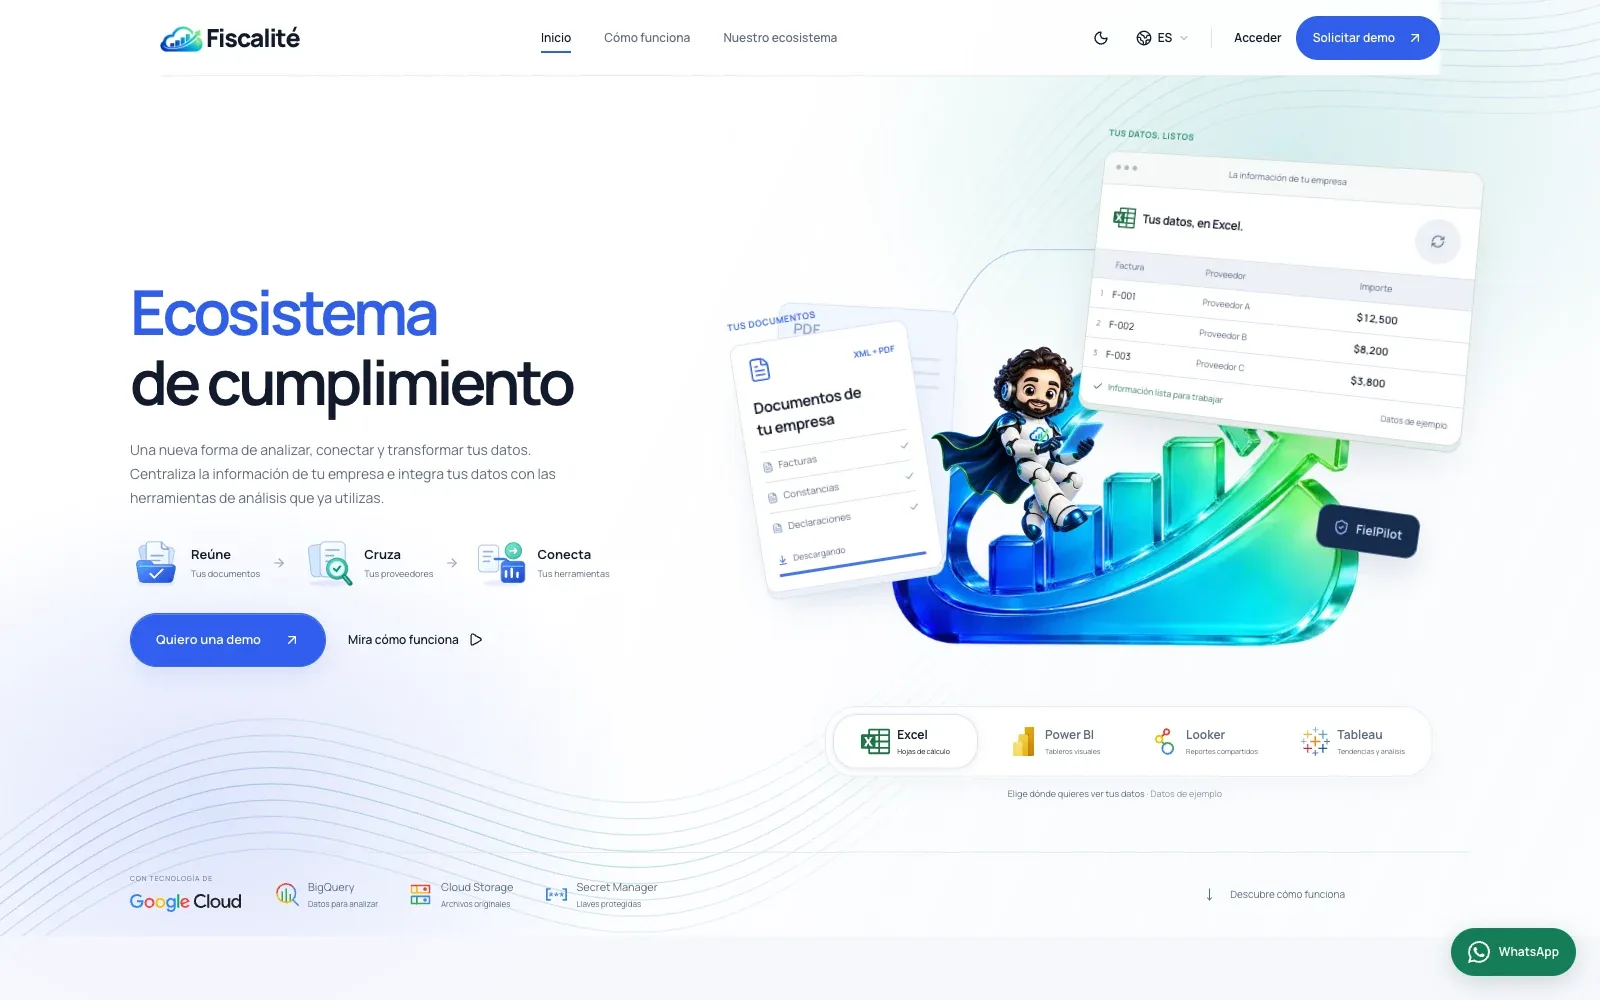 Fiscalité
Inicio
Cómo funciona
Nuestro ecosistema
ES
Acceder
Solicitar demo
Ecosistema
de cumplimiento
Una nueva forma de analizar, conectar y transformar tus datos.
Centraliza la información de tu empresa e integra tus datos con las
herramientas de análisis que ya utilizas.
Reúne
Tus documentos
Cruza
Tus proveedores
Conecta
Tus herramientas
Quiero una demo
Mira cómo funciona
TUS DOCUMENTOS
PDF
XML + PDF
Documentos de
tu empresa
Facturas
Constancias
Declaraciones
Descargando
TUS DATOS, LISTOS
La información de tu empresa
Tus datos, en Excel.
Factura Proveedor Importe
1 F-001 Proveedor A $12,500
2 F-002 Proveedor B $8,200
3 F-003 Proveedor C $3,800
Información lista para trabajar
Datos de ejemplo
FielPilot
Excel
Hojas de cálculo
Power BI
Tableros visuales
Looker
Reportes compartidos
Tableau
Tendencias y análisis
Elige dónde quieres ver tus datos · Datos de ejemplo
CON TECNOLOGÍA DE
Google Cloud
BigQuery
Datos para analizar
Cloud Storage
Archivos originales
Secret Manager
Llaves protegidas
Descubre cómo funciona
WhatsApp